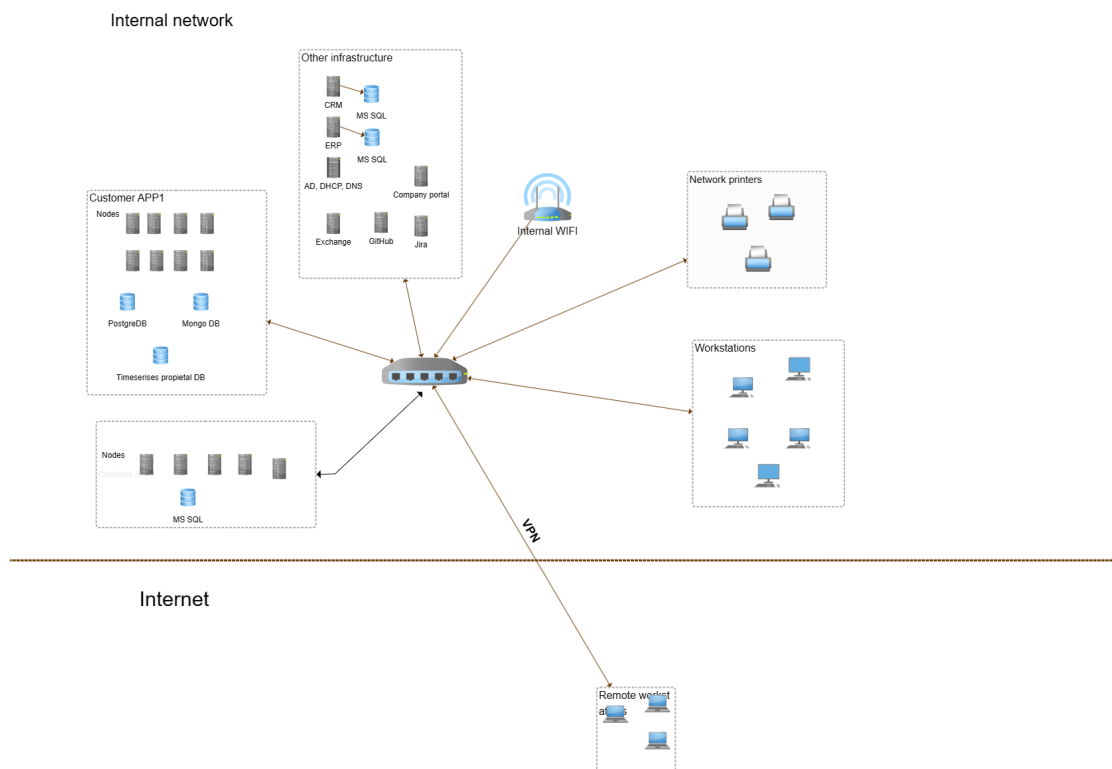 Internal network
Other infrastructure
CRM
MS SQL
ERP
MS SQL
AD, DHCP, DNS
Company portal
Exchange
GitHub
Jira
Internal WIFI
Network printers
Customer APP1
Nodes
PostgreDB
Mongo DB
Timeserises propietal DB
Workstations
Nodes
Customer
MS SQL
VPN
Internet
Remote workst